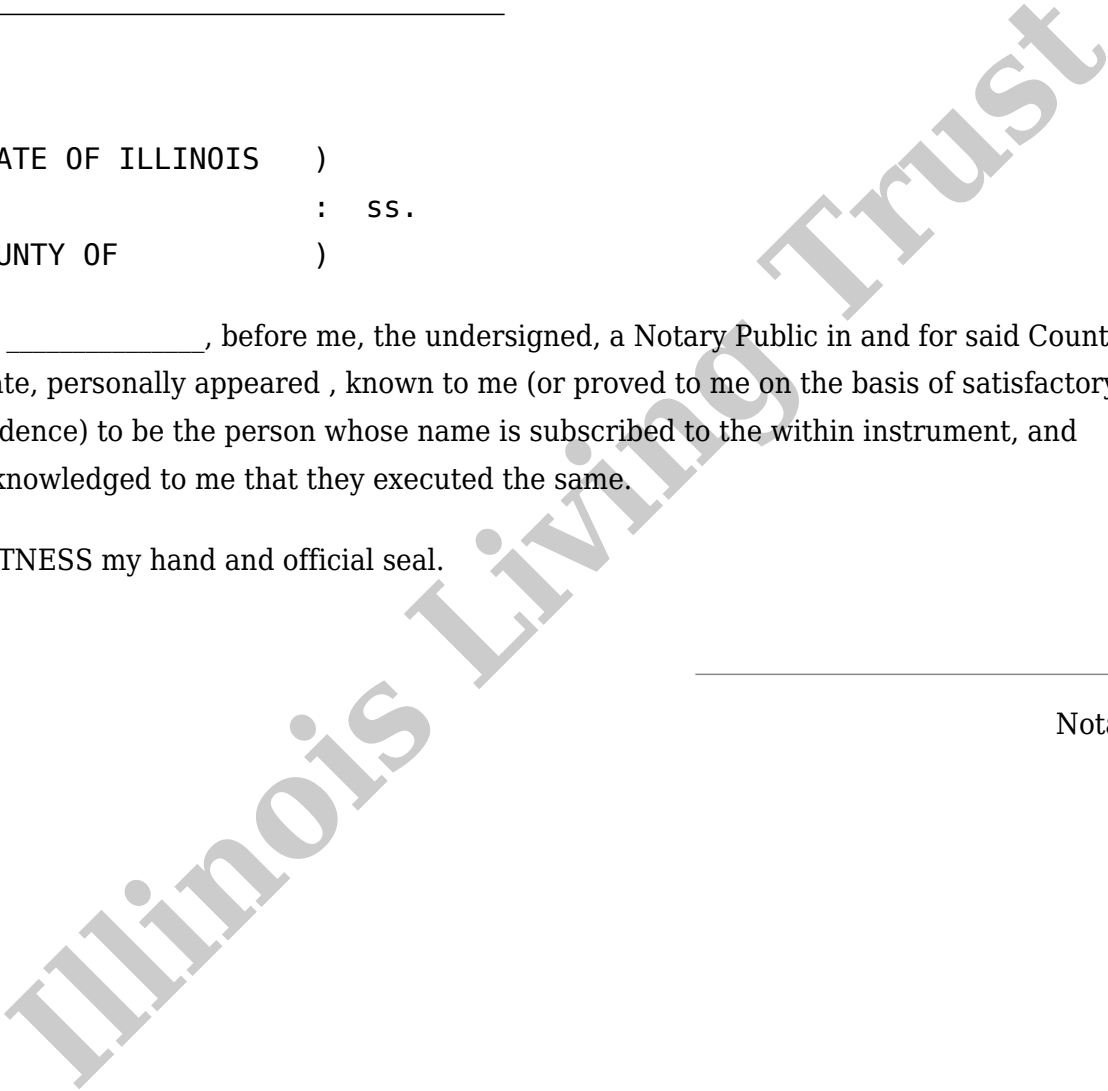 ATE OF ILLINOIS )
: ss.
UNTY OF )
_______________, before me, the undersigned, a Notary Public in and for said Count
te, personally appeared , known to me (or proved to me on the basis of satisfactory
dence) to be the person whose name is subscribed to the within instrument, and
knowledged to me that they executed the same.
TNESS my hand and official seal.
Nota
Illinois Living Trust